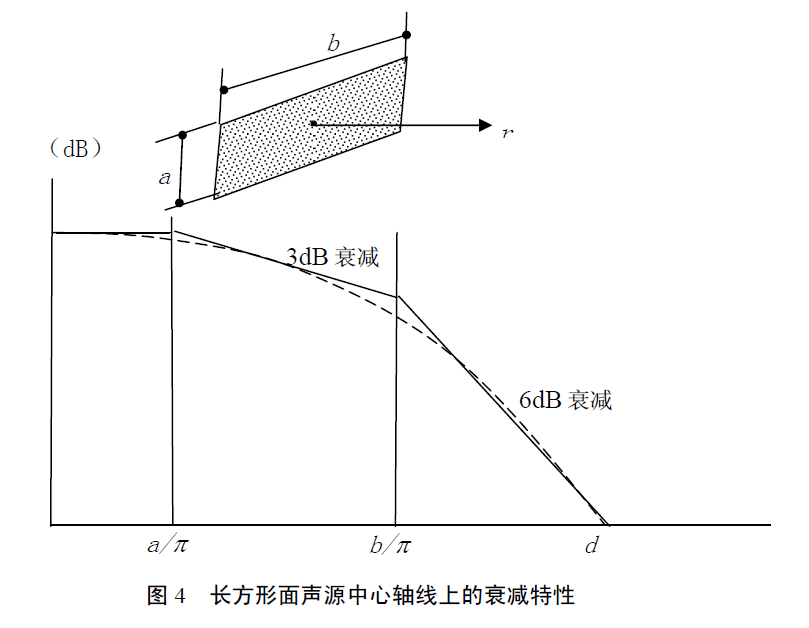 b
r
a
（dB）
3dB 衰减
6dB 衰减
a/π
b/π
d
图 4 长方形面声源中心轴线上的衰减特性